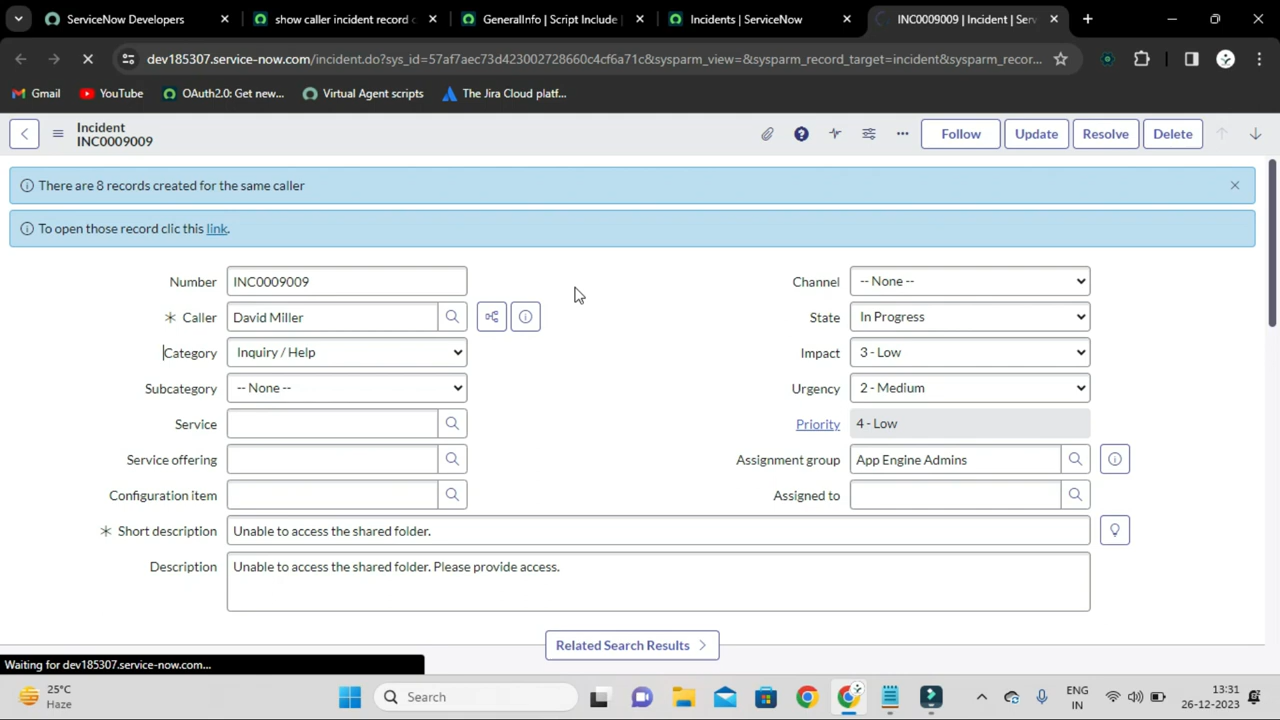 ServiceNow Developers
show caller incident record
GeneralInfo | Script Include
Incidents | ServiceNow
INC0009009 | Incident | Serv
dev185307.service-now.com/incident.do?sys_id=57af7aec73d423002728660c4cf6a71c&sysparm_view=&sysparm_record_target=incident&sysparm_recor...
Gmail
YouTube
OAuth2.0: Get new...
Virtual Agent scripts
The Jira Cloud platf...
Incident
INC0009009
Follow
Update
Resolve
Delete
There are 8 records created for the same caller
To open those record clic this link.
Number INC0009009
Channel -- None --
Caller David Miller
State In Progress
Category Inquiry / Help
Impact 3 - Low
Subcategory -- None --
Urgency 2 - Medium
Service
Priority 4 - Low
Service offering
Assignment group App Engine Admins
Configuration item
Assigned to
Short description Unable to access the shared folder.
Description Unable to access the shared folder. Please provide access.
Related Search Results
Waiting for dev185307.service-now.com...
25°C
Haze
Search
ENG
IN
13:31
26-12-2023